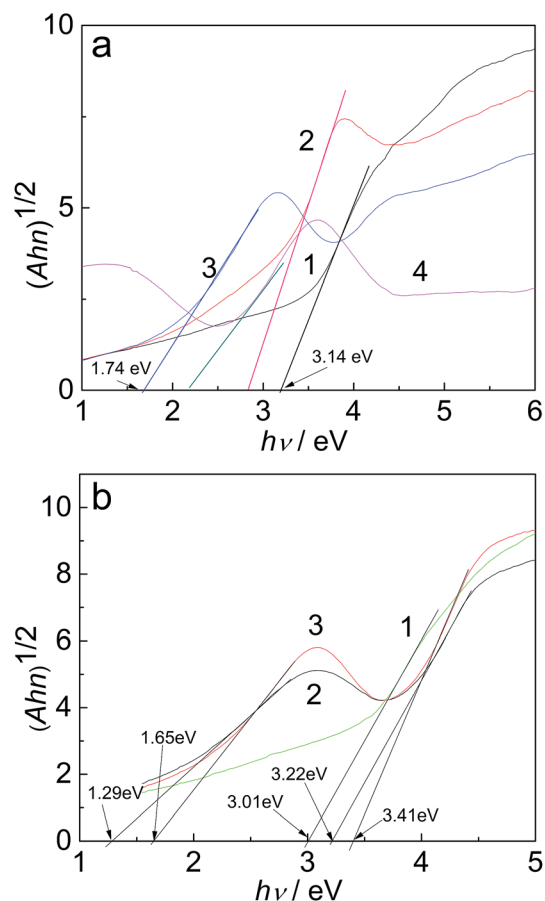 a
10
5
0
(Ahn)1/2
2
3
1
4
1.74 eV
3.14 eV
1 2 3 4 5 6
hν / eV
b
10
8
6
4
2
0
(Ahn)1/2
3
1
2
1.65eV
1.29eV
3.22eV
3.01eV
3.41eV
1 2 3 4 5
hν / eV